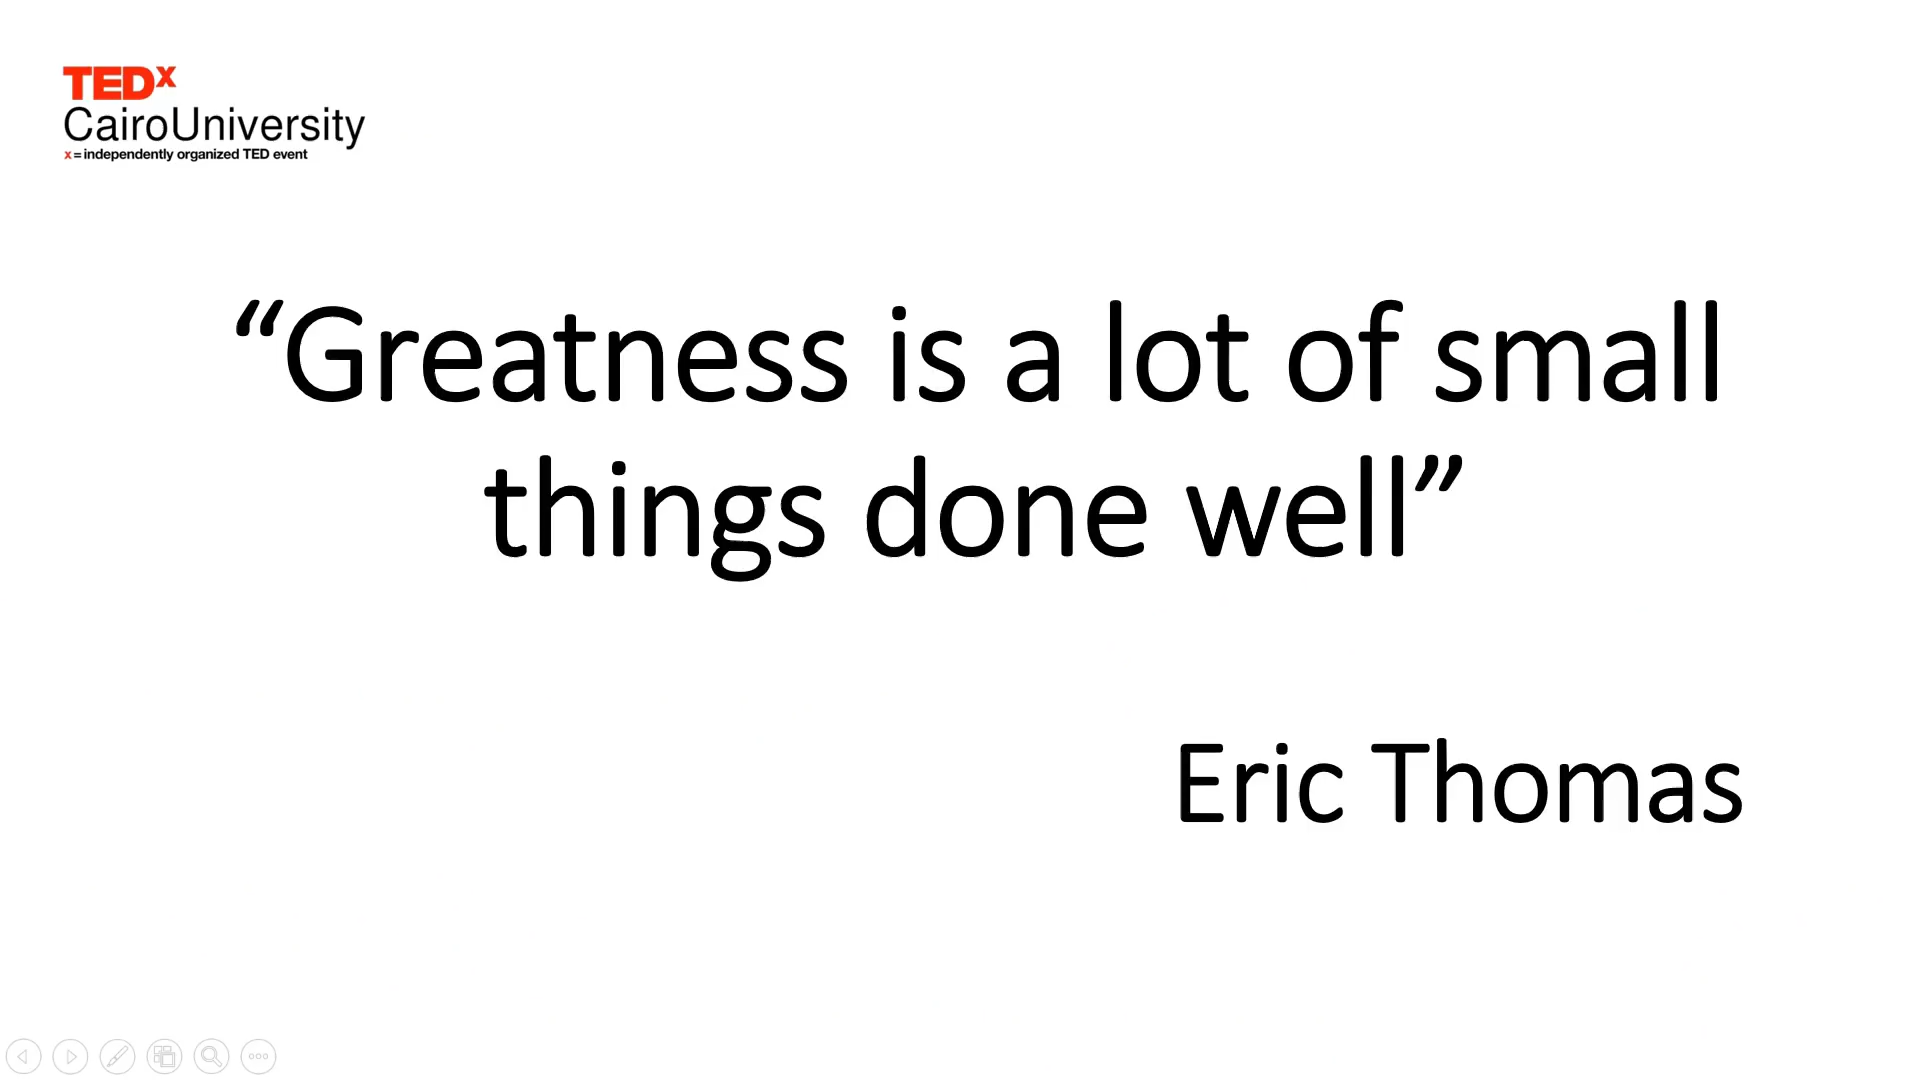 TEDx
CairoUniversity
x=independently organized TED event
“Greatness is a lot of small
things done well”
Eric Thomas